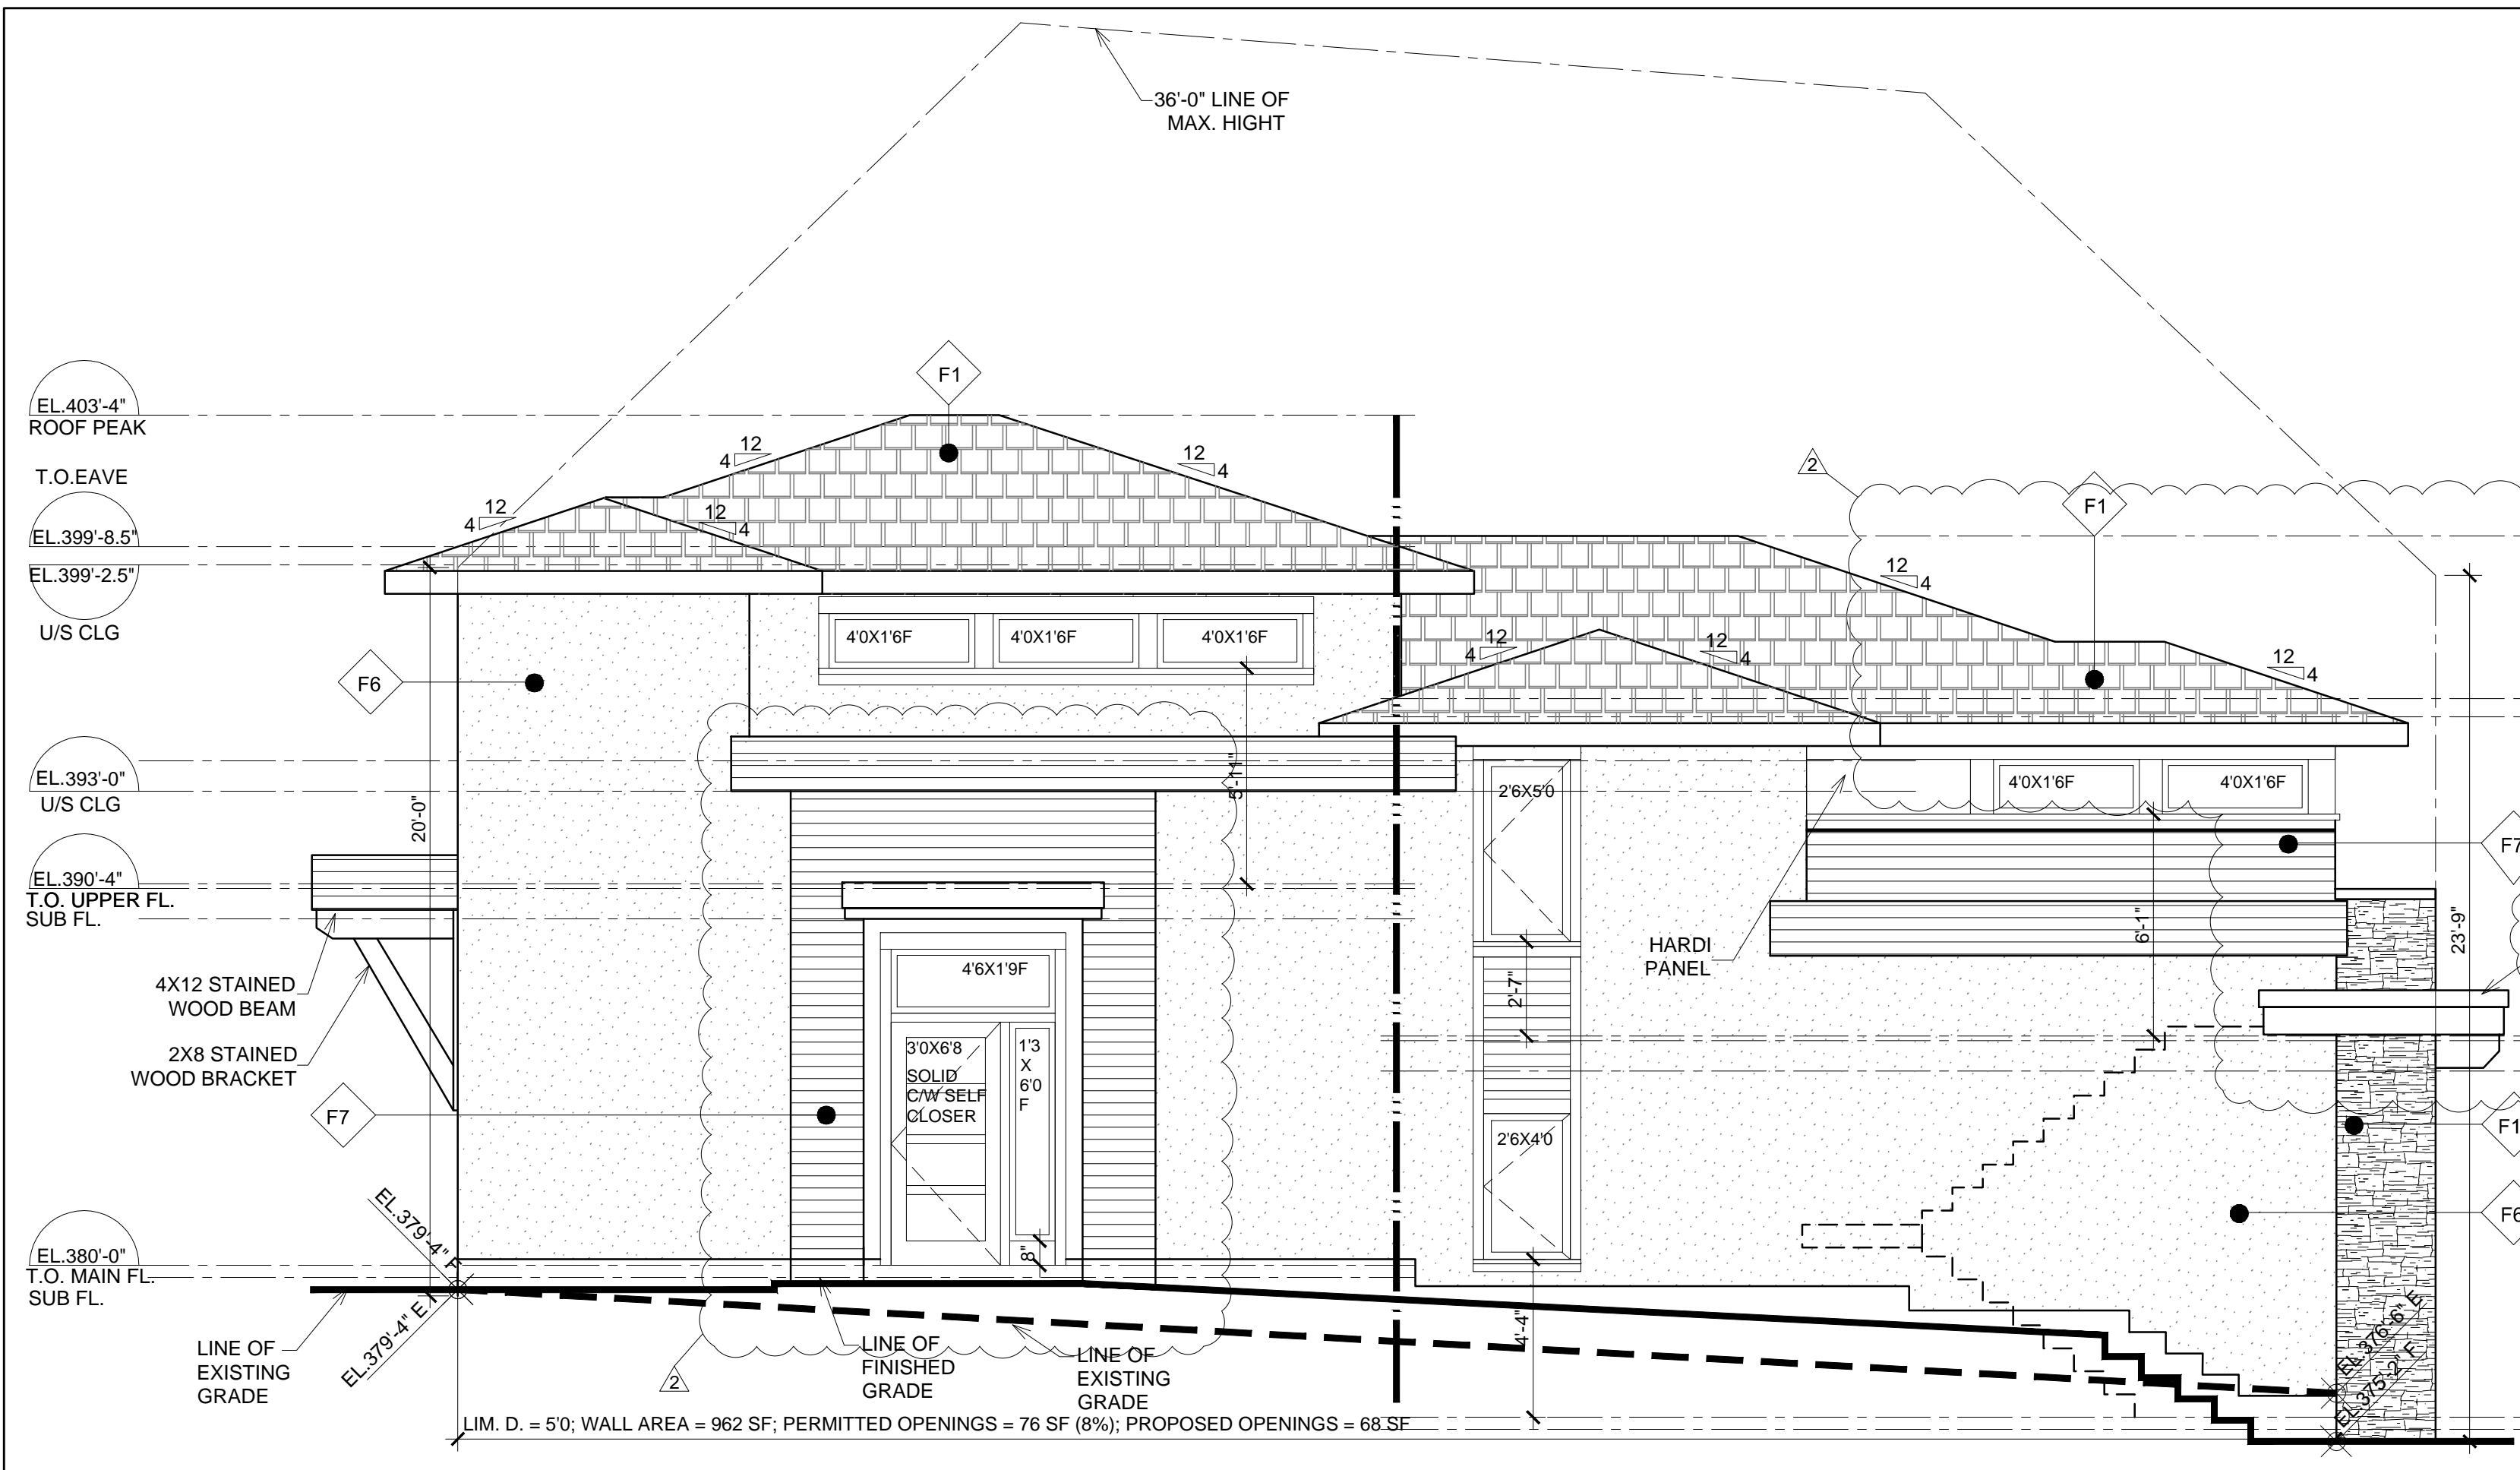 36'-0" LINE OF
MAX. HIGHT
F1
EL.403'-4"
ROOF PEAK
12
4
12
4
2
T.O.EAVE
12
4
12
4
F1
EL.399'-8.5"
EL.399'-2.5"
U/S CLG
12
4
12
4
12
4
12
4
4'0X1'6F
4'0X1'6F
4'0X1'6F
F6
EL.393'-0"
U/S CLG
20'-0"
5'-11"
2'6X5'0
4'0X1'6F
4'0X1'6F
F7
EL.390'-4"
T.O. UPPER FL.
SUB FL.
6'-1"
23'-9"
HARDI
PANEL
4X12 STAINED
WOOD BEAM
4'6X1'9F
2'-7"
2X8 STAINED
WOOD BRACKET
3'0X6'8
SOLID
C/W SELF
CLOSER
1'3
X
6'0
F
F7
2'6X4'0
F1
F6
EL.380'-0"
T.O. MAIN FL.
SUB FL.
EL.379'-4" F
EL.379'-4" E
8"
4'-4"
EL.376'-6" E
EL.375'-2" F
LINE OF
EXISTING
GRADE
LINE OF
FINISHED
GRADE
LINE OF
EXISTING
GRADE
2
LIM. D. = 5'0; WALL AREA = 962 SF; PERMITTED OPENINGS = 76 SF (8%); PROPOSED OPENINGS = 68 SF